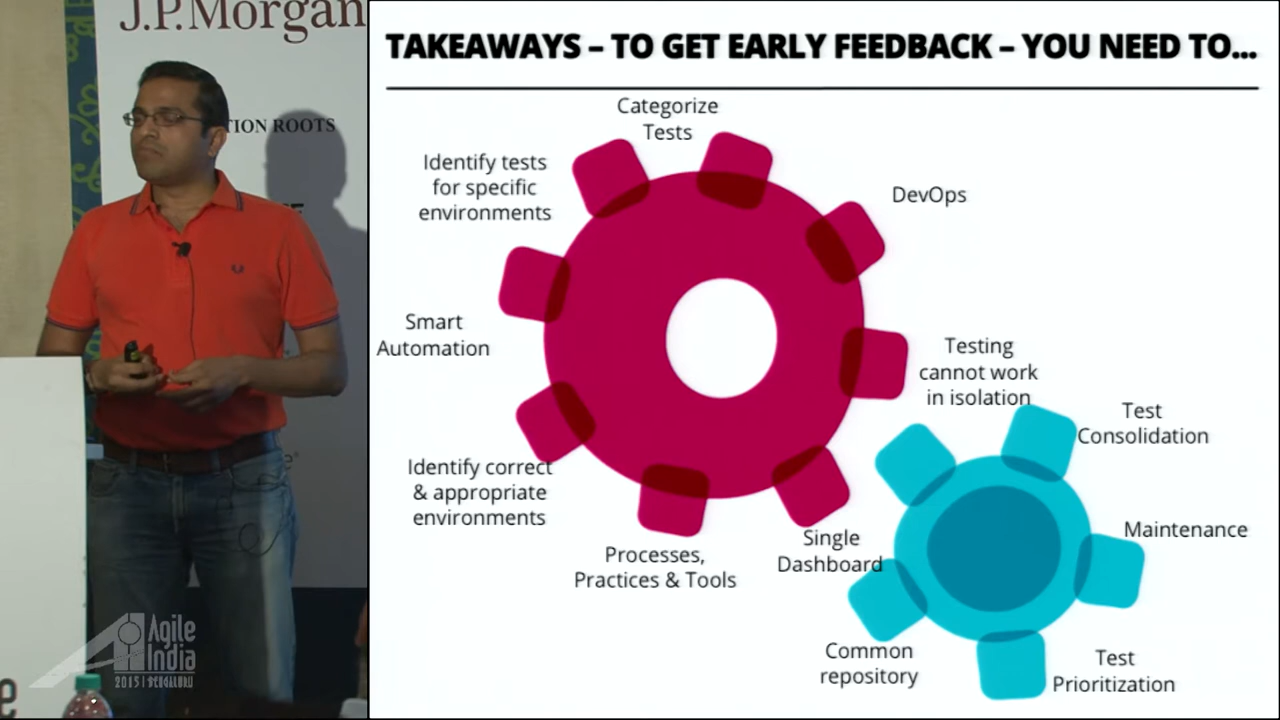 J.P.Morgan
TION ROOTS
TAKEAWAYS – TO GET EARLY FEEDBACK – YOU NEED TO...
Categorize
Tests
Identify tests
for specific
environments
DevOps
Smart
Automation
Testing
cannot work
in isolation
Test
Consolidation
Identify correct
& appropriate
environments
Maintenance
Single
Dashboard
Processes,
Practices & Tools
Common
repository
Test
Prioritization
Agile
India
2015 | BENGALURU